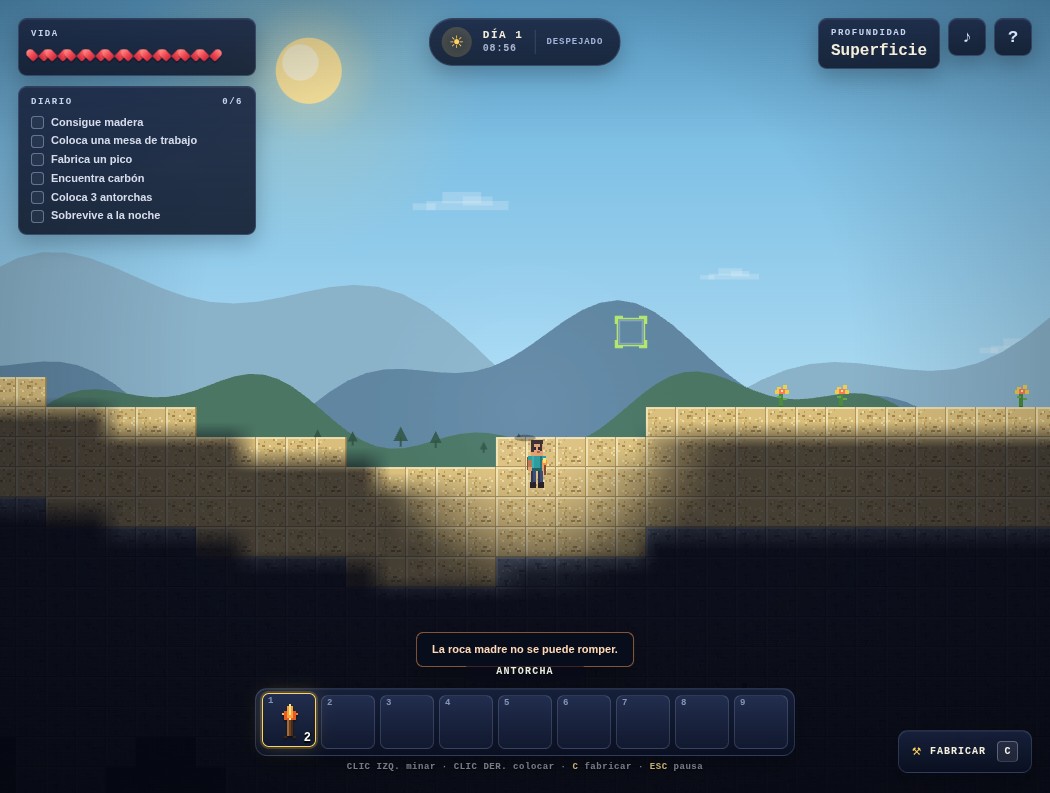 VIDA
DÍA 1
08:56
DESPEJADO
PROFUNDIDAD
Superficie
♪
?
DIARIO 0/6
Consigue madera
Coloca una mesa de trabajo
Fabrica un pico
Encuentra carbón
Coloca 3 antorchas
Sobrevive a la noche
La roca madre no se puede romper.
ANTORCHA
1 2 3 4 5 6 7 8 9
2
FABRICAR C
CLIC IZQ. minar · CLIC DER. colocar · C fabricar · ESC pausa